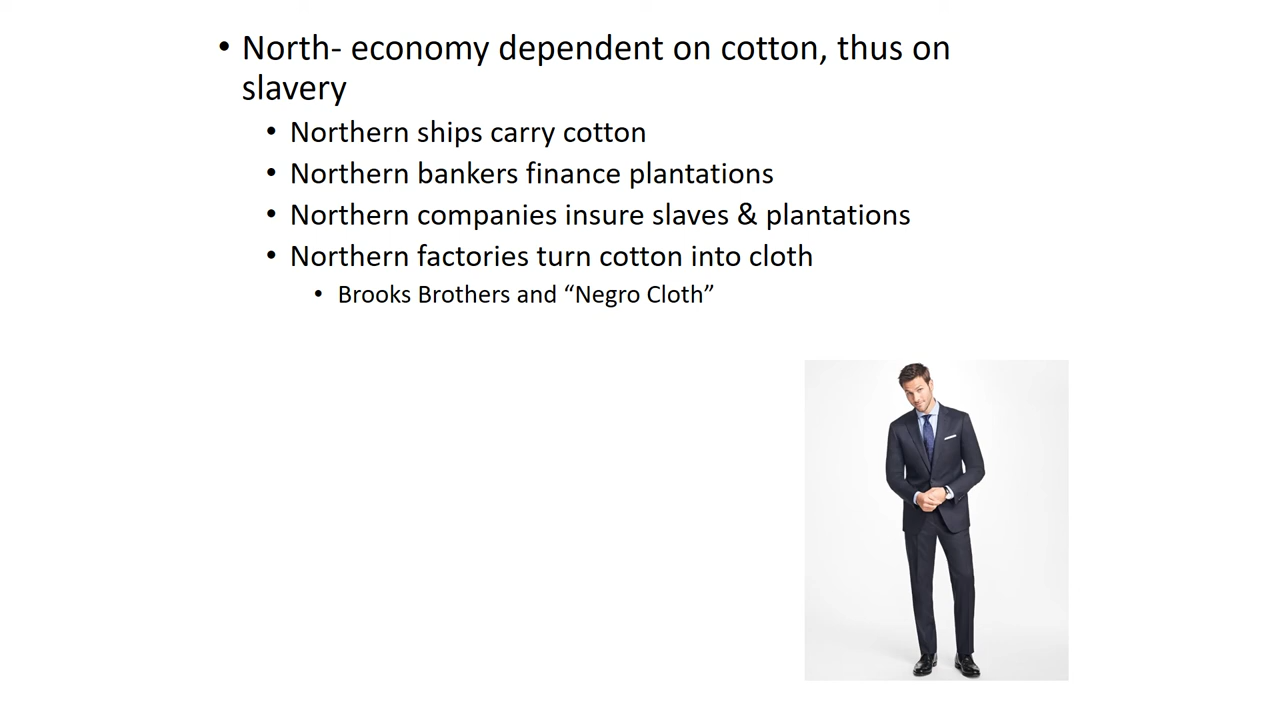 • North- economy dependent on cotton, thus on
slavery
• Northern ships carry cotton
• Northern bankers finance plantations
• Northern companies insure slaves & plantations
• Northern factories turn cotton into cloth
• Brooks Brothers and “Negro Cloth”